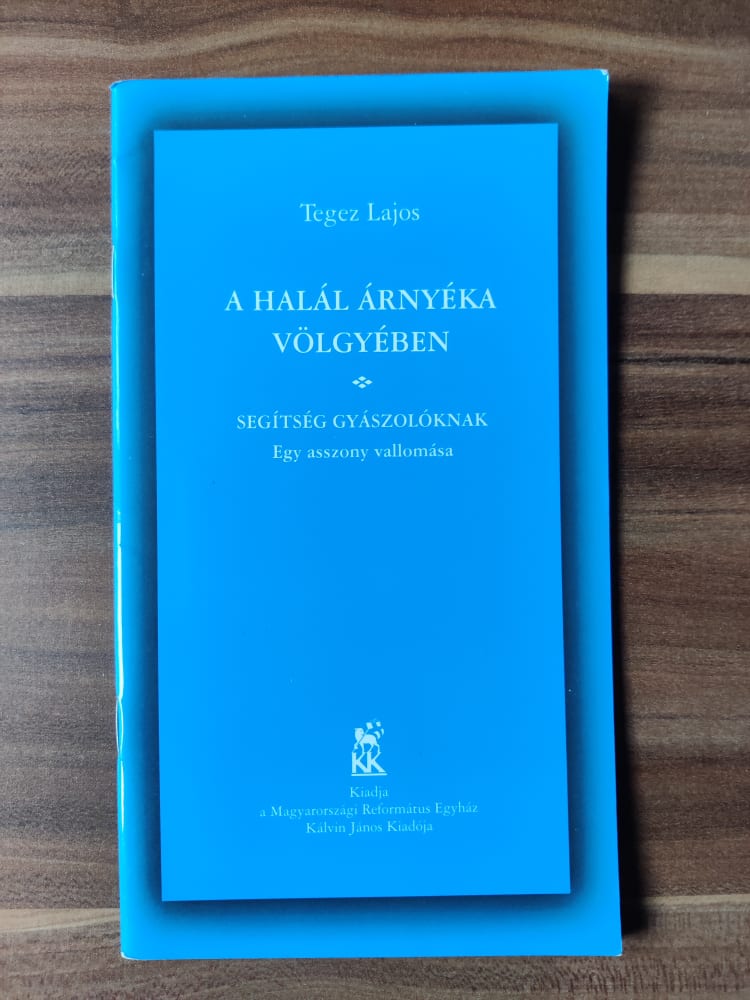 Tegez Lajos
A HALÁL ÁRNYÉKA
VÖLGYÉBEN
SEGÍTSÉG GYÁSZOLÓKNAK
Egy asszony vallomása
KK
Kiadja
a Magyarországi Református Egyház
Kálvin János Kiadója